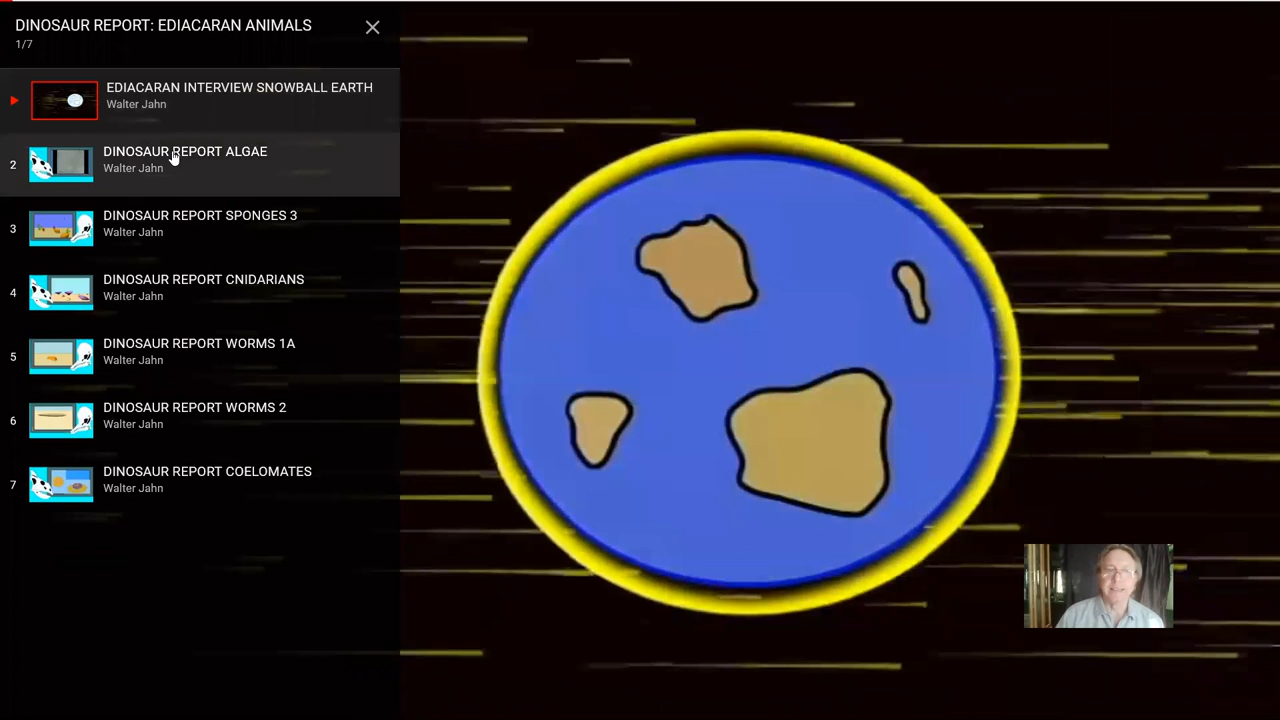 DINOSAUR REPORT: EDIACARAN ANIMALS
1/7
EDIACARAN INTERVIEW SNOWBALL EARTH
Walter Jahn
2
DINOSAUR REPORT ALGAE
Walter Jahn
3
DINOSAUR REPORT SPONGES 3
Walter Jahn
4
DINOSAUR REPORT CNIDARIANS
Walter Jahn
5
DINOSAUR REPORT WORMS 1A
Walter Jahn
6
DINOSAUR REPORT WORMS 2
Walter Jahn
7
DINOSAUR REPORT COELOMATES
Walter Jahn